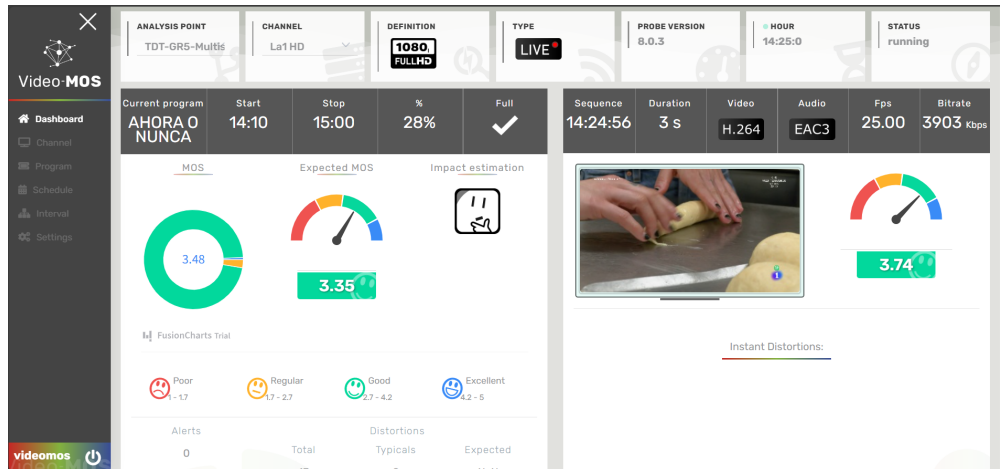 ANALYSIS POINT
TDT-GR5-Multis
CHANNEL
La1 HD
DEFINITION
1080i
FULLHD
TYPE
LIVE
PROBE VERSION
8.0.3
HOUR
14:25:0
STATUS
running
Video-MOS
Dashboard
Channel
Program
Schedule
Interval
Settings
videomos
Current program
AHORA O
NUNCA
Start
14:10
Stop
15:00
%
28%
Full
Sequence
14:24:56
Duration
3 s
Video
H.264
Audio
EAC3
Fps
25.00
Bitrate
3903 Kbps
MOS
3.48
Expected MOS
3.35
Impact estimation
3.74
FusionCharts Trial
Poor
1 - 1.7
Regular
1.7 - 2.7
Good
2.7 - 4.2
Excellent
4.2 - 5
Instant Distortions:
Alerts
0
Distortions
Total
Typicals
Expected